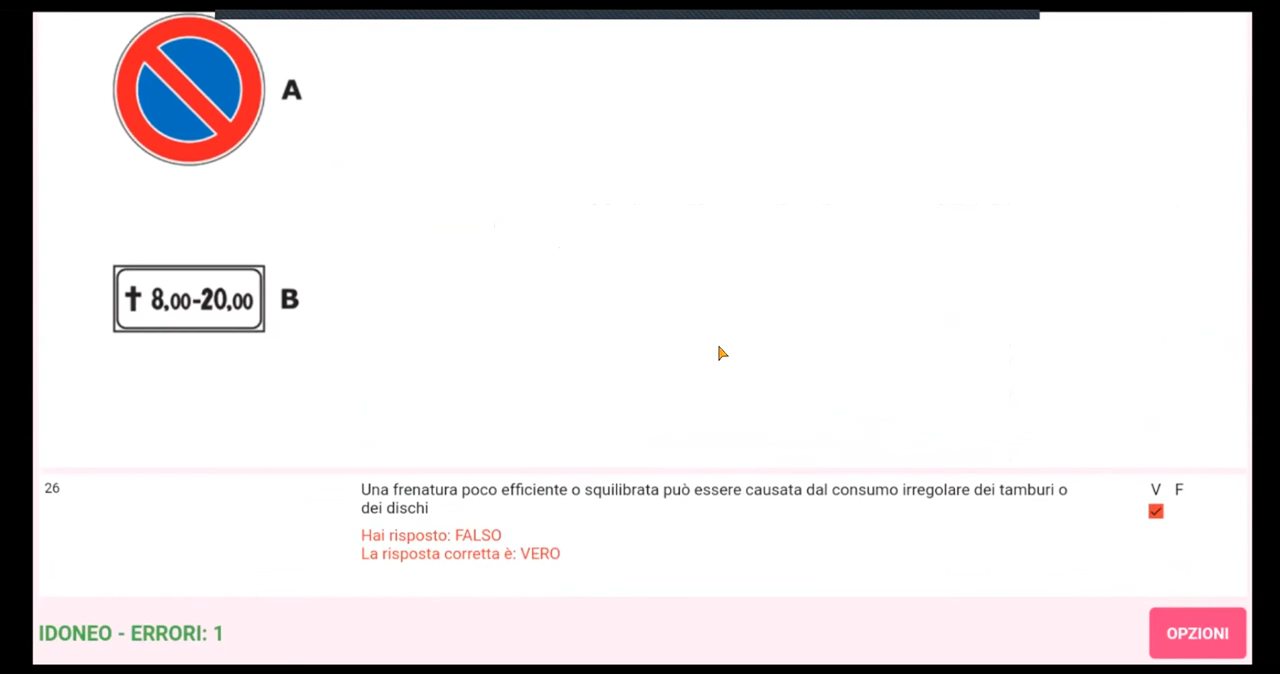 A
✝ 8,00-20,00
B
26
Una frenatura poco efficiente o squilibrata può essere causata dal consumo irregolare dei tamburi o
dei dischi
V F
Hai risposto: FALSO
La risposta corretta è: VERO
IDONEO - ERRORI: 1
OPZIONI